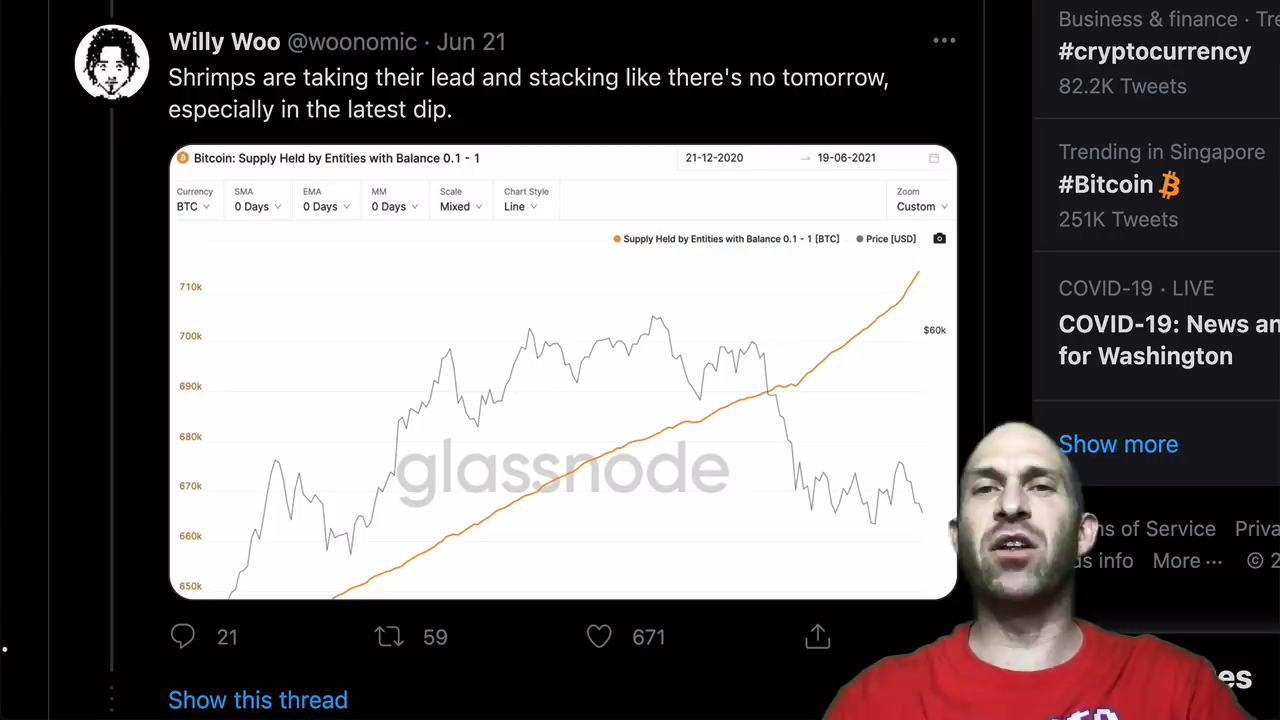 Willy Woo @woonomic · Jun 21
Shrimps are taking their lead and stacking like there's no tomorrow,
especially in the latest dip.
Bitcoin: Supply Held by Entities with Balance 0.1 - 1
21-12-2020 → 19-06-2021
Currency SMA EMA MM Scale Chart Style Zoom
BTC 0 Days 0 Days 0 Days Mixed Line Custom
Supply Held by Entities with Balance 0.1 - 1 [BTC] Price [USD]
710k
700k
690k
680k
670k
660k
650k
$60k
glassnode
21 59 671
Show this thread
Business & finance ·
#cryptocurrency
82.2K Tweets
Trending in Singapore
#Bitcoin
251K Tweets
COVID-19 · LIVE
COVID-19: News
for Washington
Show more
of Service
info More ··· ©